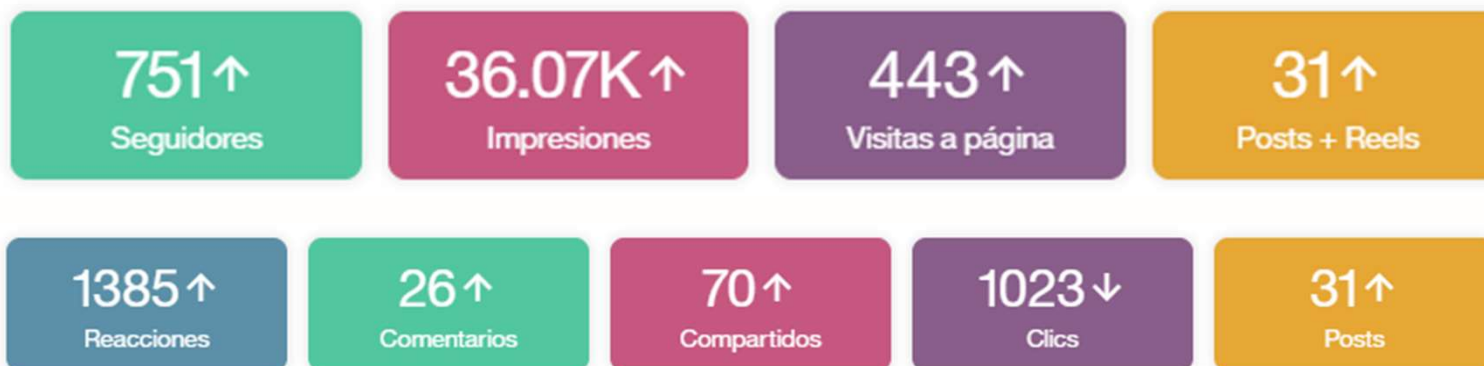 751↑ 36.07K↑ 443↑ 31↑
Seguidores Impresiones Visitas a página Posts + Reels
1385↑ 26↑ 70↑ 1023↓ 31↑
Reacciones Comentarios Compartidos Clics Posts